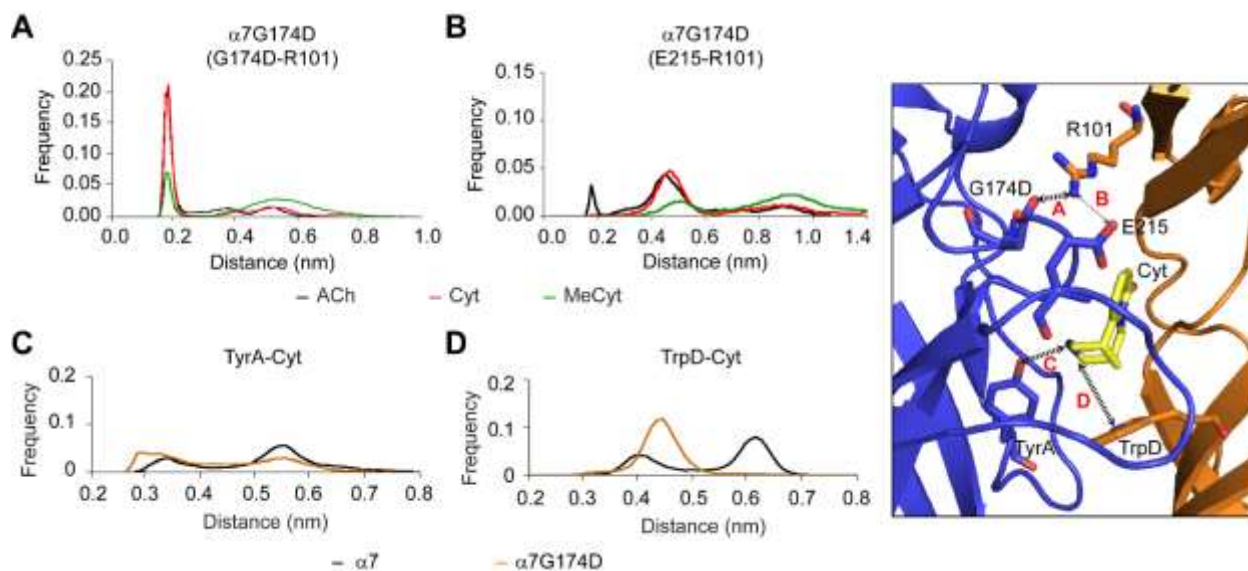 A
α7G174D
(G174D-R101)
0.20
0.15
0.10
0.05
0.00
Frequency
0.0 0.2 0.4 0.6 0.8 1.0
Distance (nm)
B
α7G174D
(E215-R101)
0.15
0.10
0.05
0.00
Frequency
0.0 0.2 0.4 0.6 0.8 1.0 1.4
Distance (nm)
ACh Cyt MeCyt
C
TyrA-Cyt
0.2
0.1
0
Frequency
0.2 0.3 0.4 0.5 0.6 0.7 0.8
Distance (nm)
D
TrpD-Cyt
0.2
0.1
0
Frequency
0.2 0.3 0.4 0.5 0.6 0.7 0.8
Distance (nm)
α7 α7G174D
R101
G174D
A
B
E215
Cyt
C
D
TyrA
TrpD